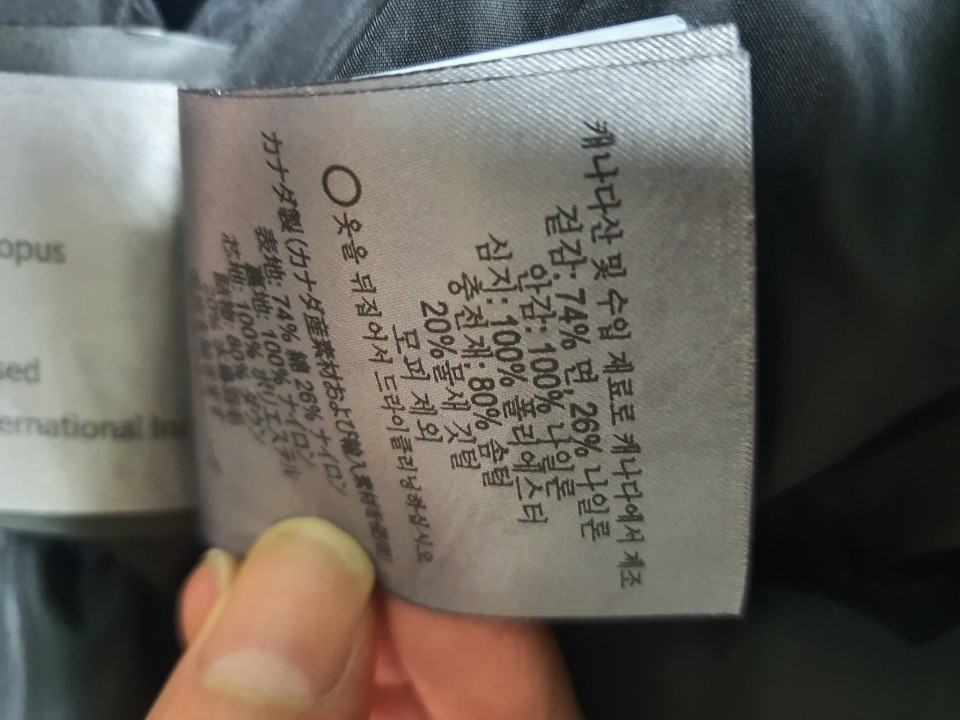 캐나다산 및 수입 재료로 캐나다에서 제조
겉감: 74% 면, 26% 나일론
안감: 100% 나일론
심지: 100% 폴리에스터
충전재: 80% 솜털
20% 물새 깃털
모피 제외
옷을 뒤집어서 드라이클리닝하십시오
カナダ製 (カナダ産素材および輸入素材
表地: 74% 綿 26% ナイロン
裏地: 100% ナイロン
芯地: 100% ポリエステル
80% ダウン
opus
sed
ernational Inc